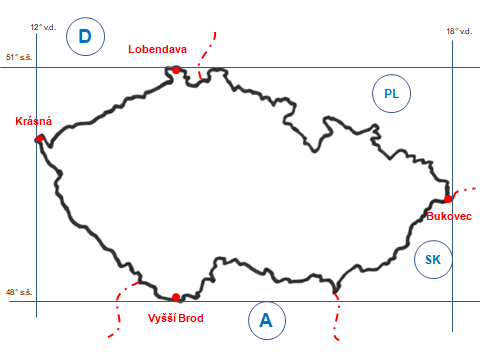 12° v.d.
D
18° v.d.
Lobendava
51° s.š.
PL
Krásná
Bukovec
SK
48° s.š.
Vyšší Brod
A